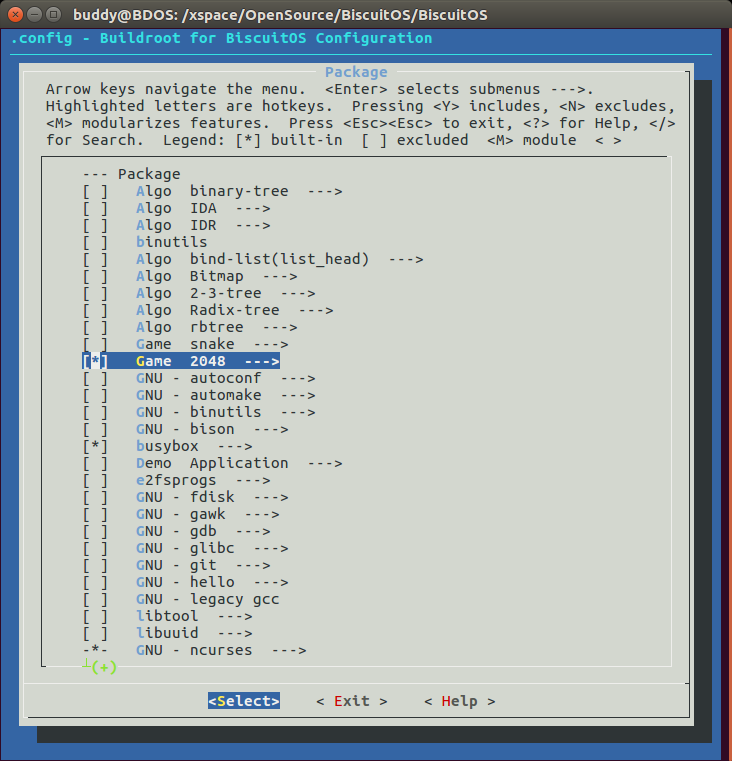 buddy@BDOS: /xspace/OpenSource/BiscuitOS/BiscuitOS
.config - Buildroot for BiscuitOS Configuration
Package
Arrow keys navigate the menu.  <Enter> selects submenus --->.
Highlighted letters are hotkeys.  Pressing <Y> includes, <N> excludes,
<M> modularizes features.  Press <Esc><Esc> to exit, <?> for Help, </>
for Search.  Legend: [*] built-in  [ ] excluded  <M> module  < >
--- Package
[ ]   Algo  binary-tree  --->
[ ]   Algo  IDA  --->
[ ]   Algo  IDR  --->
[ ]   binutils
[ ]   Algo  bind-list(list_head)  --->
[ ]   Algo  Bitmap  --->
[ ]   Algo  2-3-tree  --->
[ ]   Algo  Radix-tree  --->
[ ]   Algo  rbtree  --->
[ ]   Game  snake  --->
[*]   Game  2048  --->
[ ]   GNU - autoconf  --->
[ ]   GNU - automake  --->
[ ]   GNU - binutils  --->
[ ]   GNU - bison  --->
[*]   busybox  --->
[ ]   Demo  Application  --->
[ ]   e2fsprogs  --->
[ ]   GNU - fdisk  --->
[ ]   GNU - gawk  --->
[ ]   GNU - gdb  --->
[ ]   GNU - glibc  --->
[ ]   GNU - git  --->
[ ]   GNU - hello  --->
[ ]   GNU - legacy gcc
[ ]   libtool  --->
[ ]   libuuid  --->
-*-   GNU - ncurses  --->
┴(+)
<Select>    < Exit >    < Help >